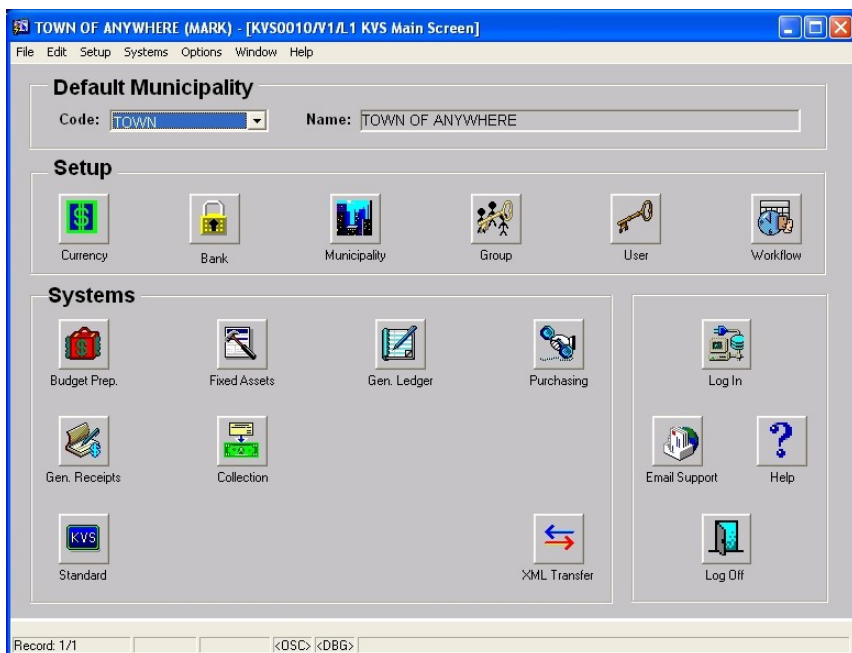 TOWN OF ANYWHERE (MARK) - [KVS0010/V1/L1 KVS Main Screen]
File Edit Setup Systems Options Window Help
Default Municipality
Code: TOWN Name: TOWN OF ANYWHERE
Setup
Currency Bank Municipality Group User Workflow
Systems
Budget Prep. Fixed Assets Gen. Ledger Purchasing Log In
Gen. Receipts Collection Email Support Help
KVS
Standard XML Transfer Log Off
Record: 1/1 <OSC> <DBG>